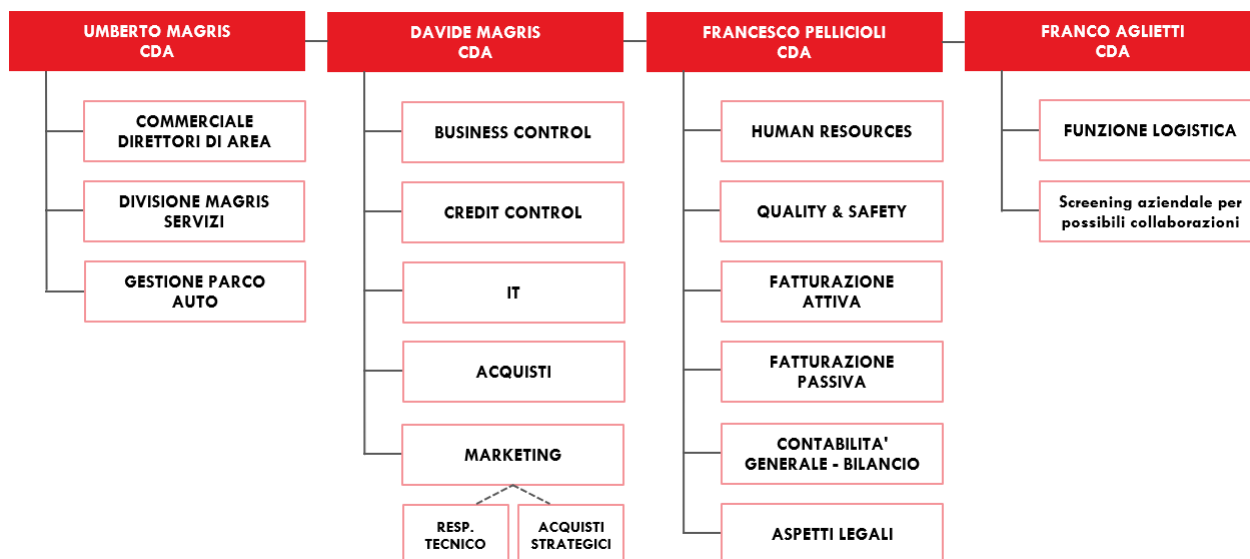 UMBERTO MAGRIS
CDA
COMMERCIALE
DIRETTORI DI AREA
DIVISIONE MAGRIS
SERVIZI
GESTIONE PARCO
AUTO
DAVIDE MAGRIS
CDA
BUSINESS CONTROL
CREDIT CONTROL
IT
ACQUISTI
MARKETING
RESP.
TECNICO
ACQUISTI
STRATEGICI
FRANCESCO PELLICIOLI
CDA
HUMAN RESOURCES
QUALITY & SAFETY
FATTURAZIONE
ATTIVA
FATTURAZIONE
PASSIVA
CONTABILITA'
GENERALE - BILANCIO
ASPETTI LEGALI
FRANCO AGLIETTI
CDA
FUNZIONE LOGISTICA
Screening aziendale per
possibili collaborazioni